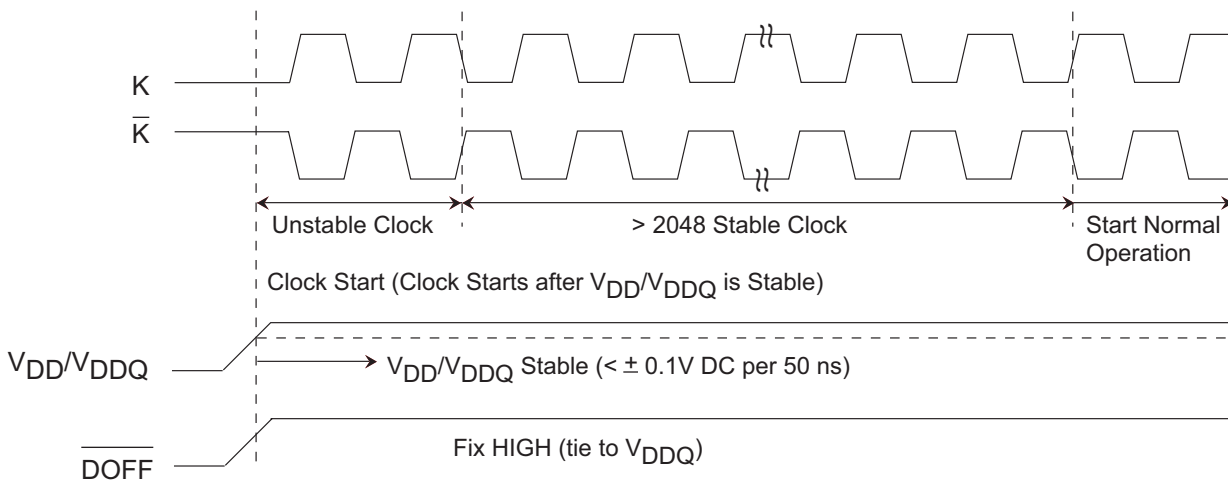 K
K̅
Unstable Clock
> 2048 Stable Clock
Start Normal
Operation
Clock Start (Clock Starts after VDD/VDDQ is Stable)
VDD/VDDQ
VDD/VDDQ Stable (< ± 0.1V DC per 50 ns)
Fix HIGH (tie to VDDQ)
D̅O̅F̅F̅